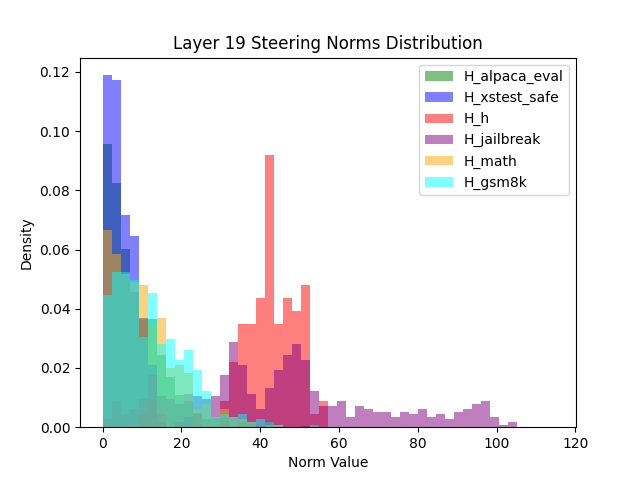 Layer 19 Steering Norms Distribution
H_alpaca_eval
H_xstest_safe
H_h
H_jailbreak
H_math
H_gsm8k
0.12
0.10
0.08
0.06
0.04
0.02
0.00
Density
0 20 40 60 80 100 120
Norm Value